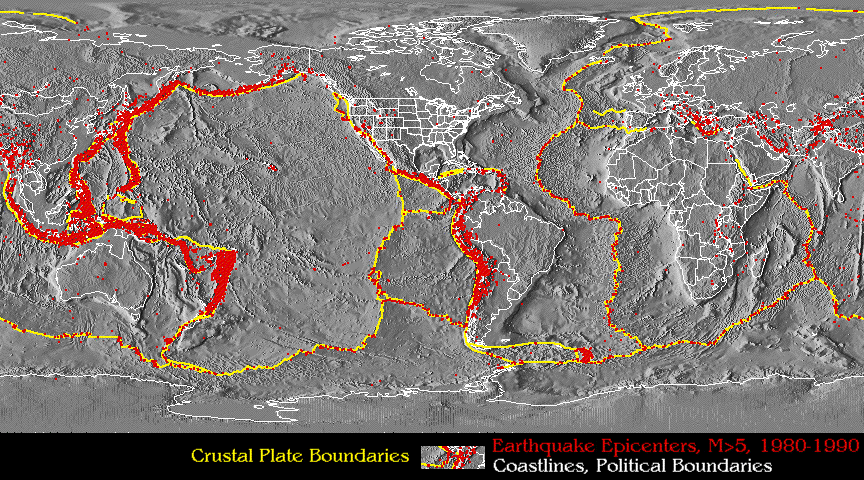 Crustal Plate Boundaries
Earthquake Epicenters, M>5, 1980-1990
Coastlines, Political Boundaries